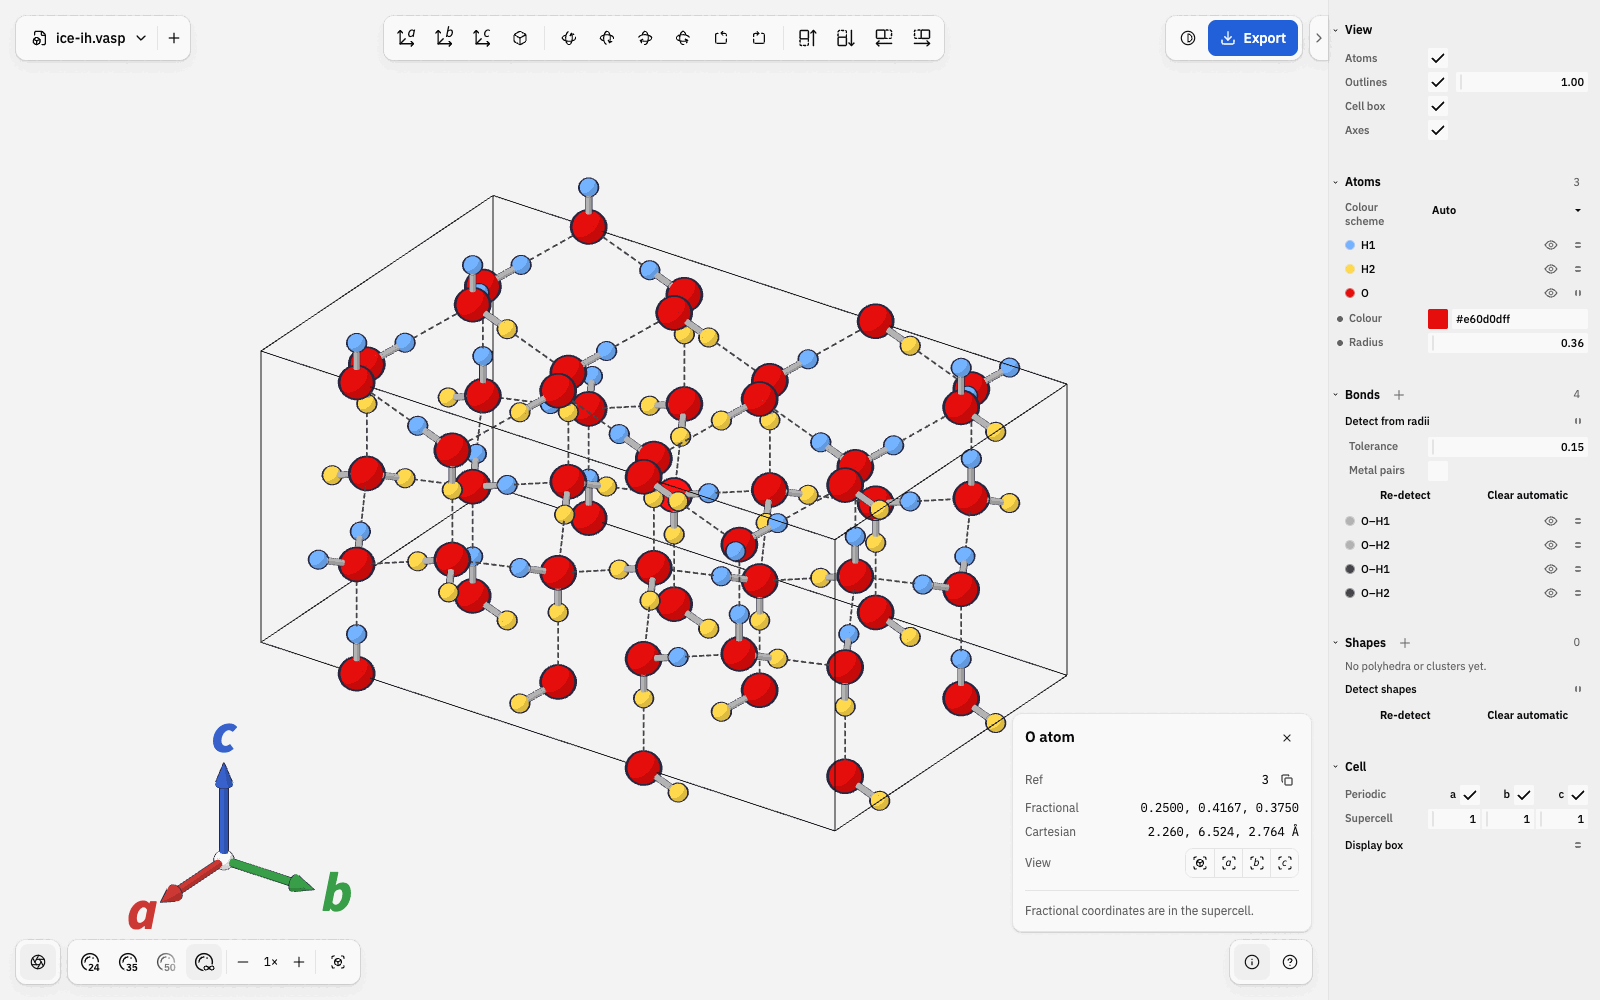 ice-ih.vasp
a
b
c
Export
View
Atoms
Outlines
1.00
Cell box
Axes
Atoms
3
Colour scheme
Auto
H1
H2
O
Colour
#e60d0dff
Radius
0.36
Bonds
4
Detect from radii
Tolerance
0.15
Metal pairs
Re-detect
Clear automatic
O–H1
O–H2
O–H1
O–H2
Shapes
0
No polyhedra or clusters yet.
Detect shapes
Re-detect
Clear automatic
Cell
Periodic
a
b
c
Supercell
1
1
1
Display box
c
b
a
O atom
Ref
3
Fractional
0.2500, 0.4167, 0.3750
Cartesian
2.260, 6.524, 2.764 Å
View
a
b
c
Fractional coordinates are in the supercell.
24
35
50
∞
1×